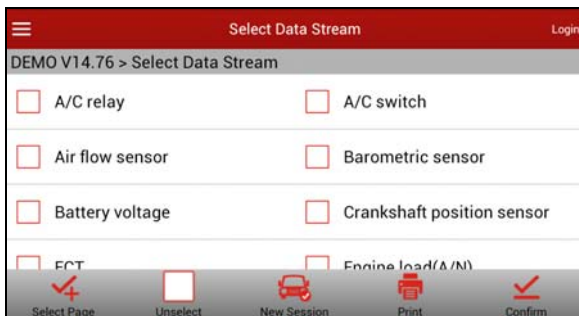 Select Data Stream
Login
DEMO V14.76 > Select Data Stream
A/C relay
A/C switch
Air flow sensor
Barometric sensor
Battery voltage
Crankshaft position sensor
ECT
Engine load(A/N)
Select Page
Unselect
New Session
Print
Confirm